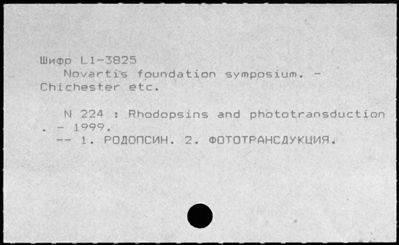 Шифр L1-3825
Novartis foundation symposium. -
Chichester etc.
N 224 : Rhodopsins and phototransduction
. - 1999.
-- 1. РОДОПСИН. 2. ФОТОТРАНСДУКЦИЯ.